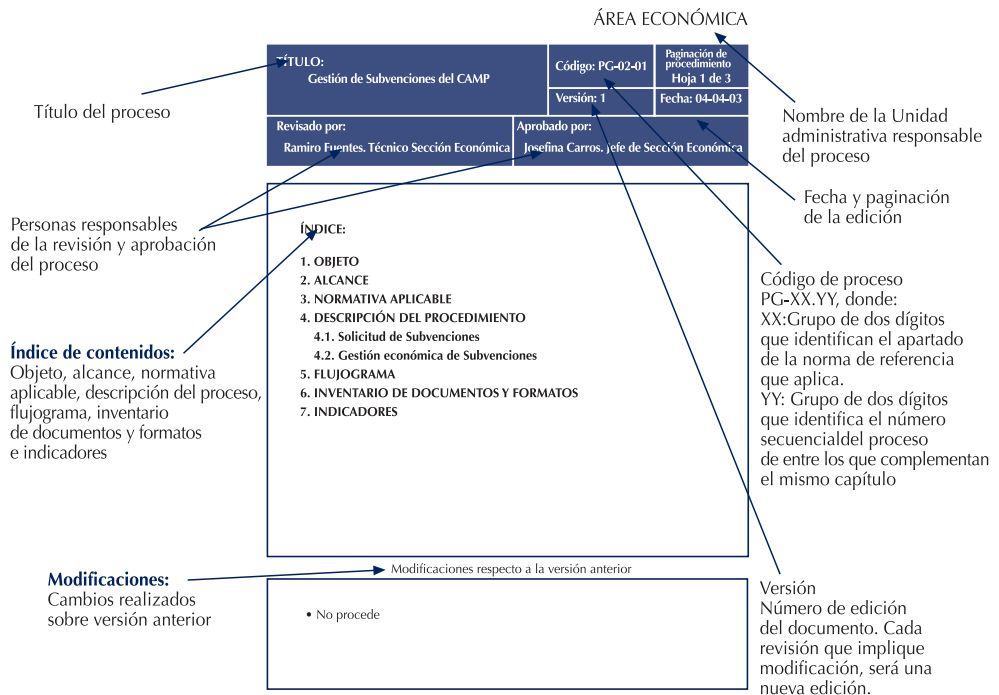 ÁREA ECONÓMICA
TÍTULO:
Gestión de Subvenciones del CAMP
Código: PG-02-01
Paginación de
procedimiento
Hoja 1 de 3
Versión: 1
Fecha: 04-04-03
Revisado por:
Ramiro Fuentes. Técnico Sección Económica
Aprobado por:
Josefina Carros. Jefe de Sección Económica
Título del proceso
Nombre de la Unidad
administrativa responsable
del proceso
Fecha y paginación
de la edición
Personas responsables
de la revisión y aprobación
del proceso
ÍNDICE:
1. OBJETO
2. ALCANCE
3. NORMATIVA APLICABLE
4. DESCRIPCIÓN DEL PROCEDIMIENTO
4.1. Solicitud de Subvenciones
4.2. Gestión económica de Subvenciones
5. FLUJOGRAMA
6. INVENTARIO DE DOCUMENTOS Y FORMATOS
7. INDICADORES
Código de proceso
PG-XX.YY, donde:
XX:Grupo de dos dígitos
que identifican el apartado
de la norma de referencia
que aplica.
YY: Grupo de dos dígitos
que identifica el número
secuencialdel proceso
de entre los que complementan
el mismo capítulo
Índice de contenidos:
Objeto, alcance, normativa
aplicable, descripción del proceso,
flujograma, inventario
de documentos y formatos
e indicadores
Modificaciones:
Cambios realizados
sobre versión anterior
Modificaciones respecto a la versión anterior
• No procede
Versión
Número de edición
del documento. Cada
revisión que implique
modificación, será una
nueva edición.